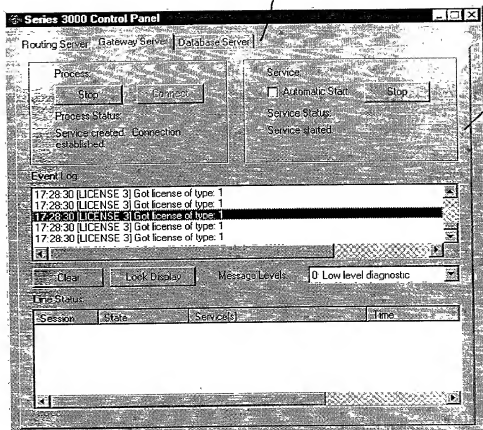 Series 3000 Control Panel
Routing Server Gateway Server Database Server
Process:
Stop Connect
Process Status:
Service created. Connection
established.
Service:
Automatic Start Stop
Service Status:
Service started.
Event Log:
17:28:30 [LICENSE 3] Got license of type: 1
17:28:30 [LICENSE 3] Got license of type: 1
17:28:30 [LICENSE 3] Got license of type: 1
17:28:30 [LICENSE 3] Got license of type: 1
17:28:30 [LICENSE 3] Got license of type: 1
Clear Lock Display Message Levels: 0: Low level diagnostic
Line Status:
Session State Service(s) Time